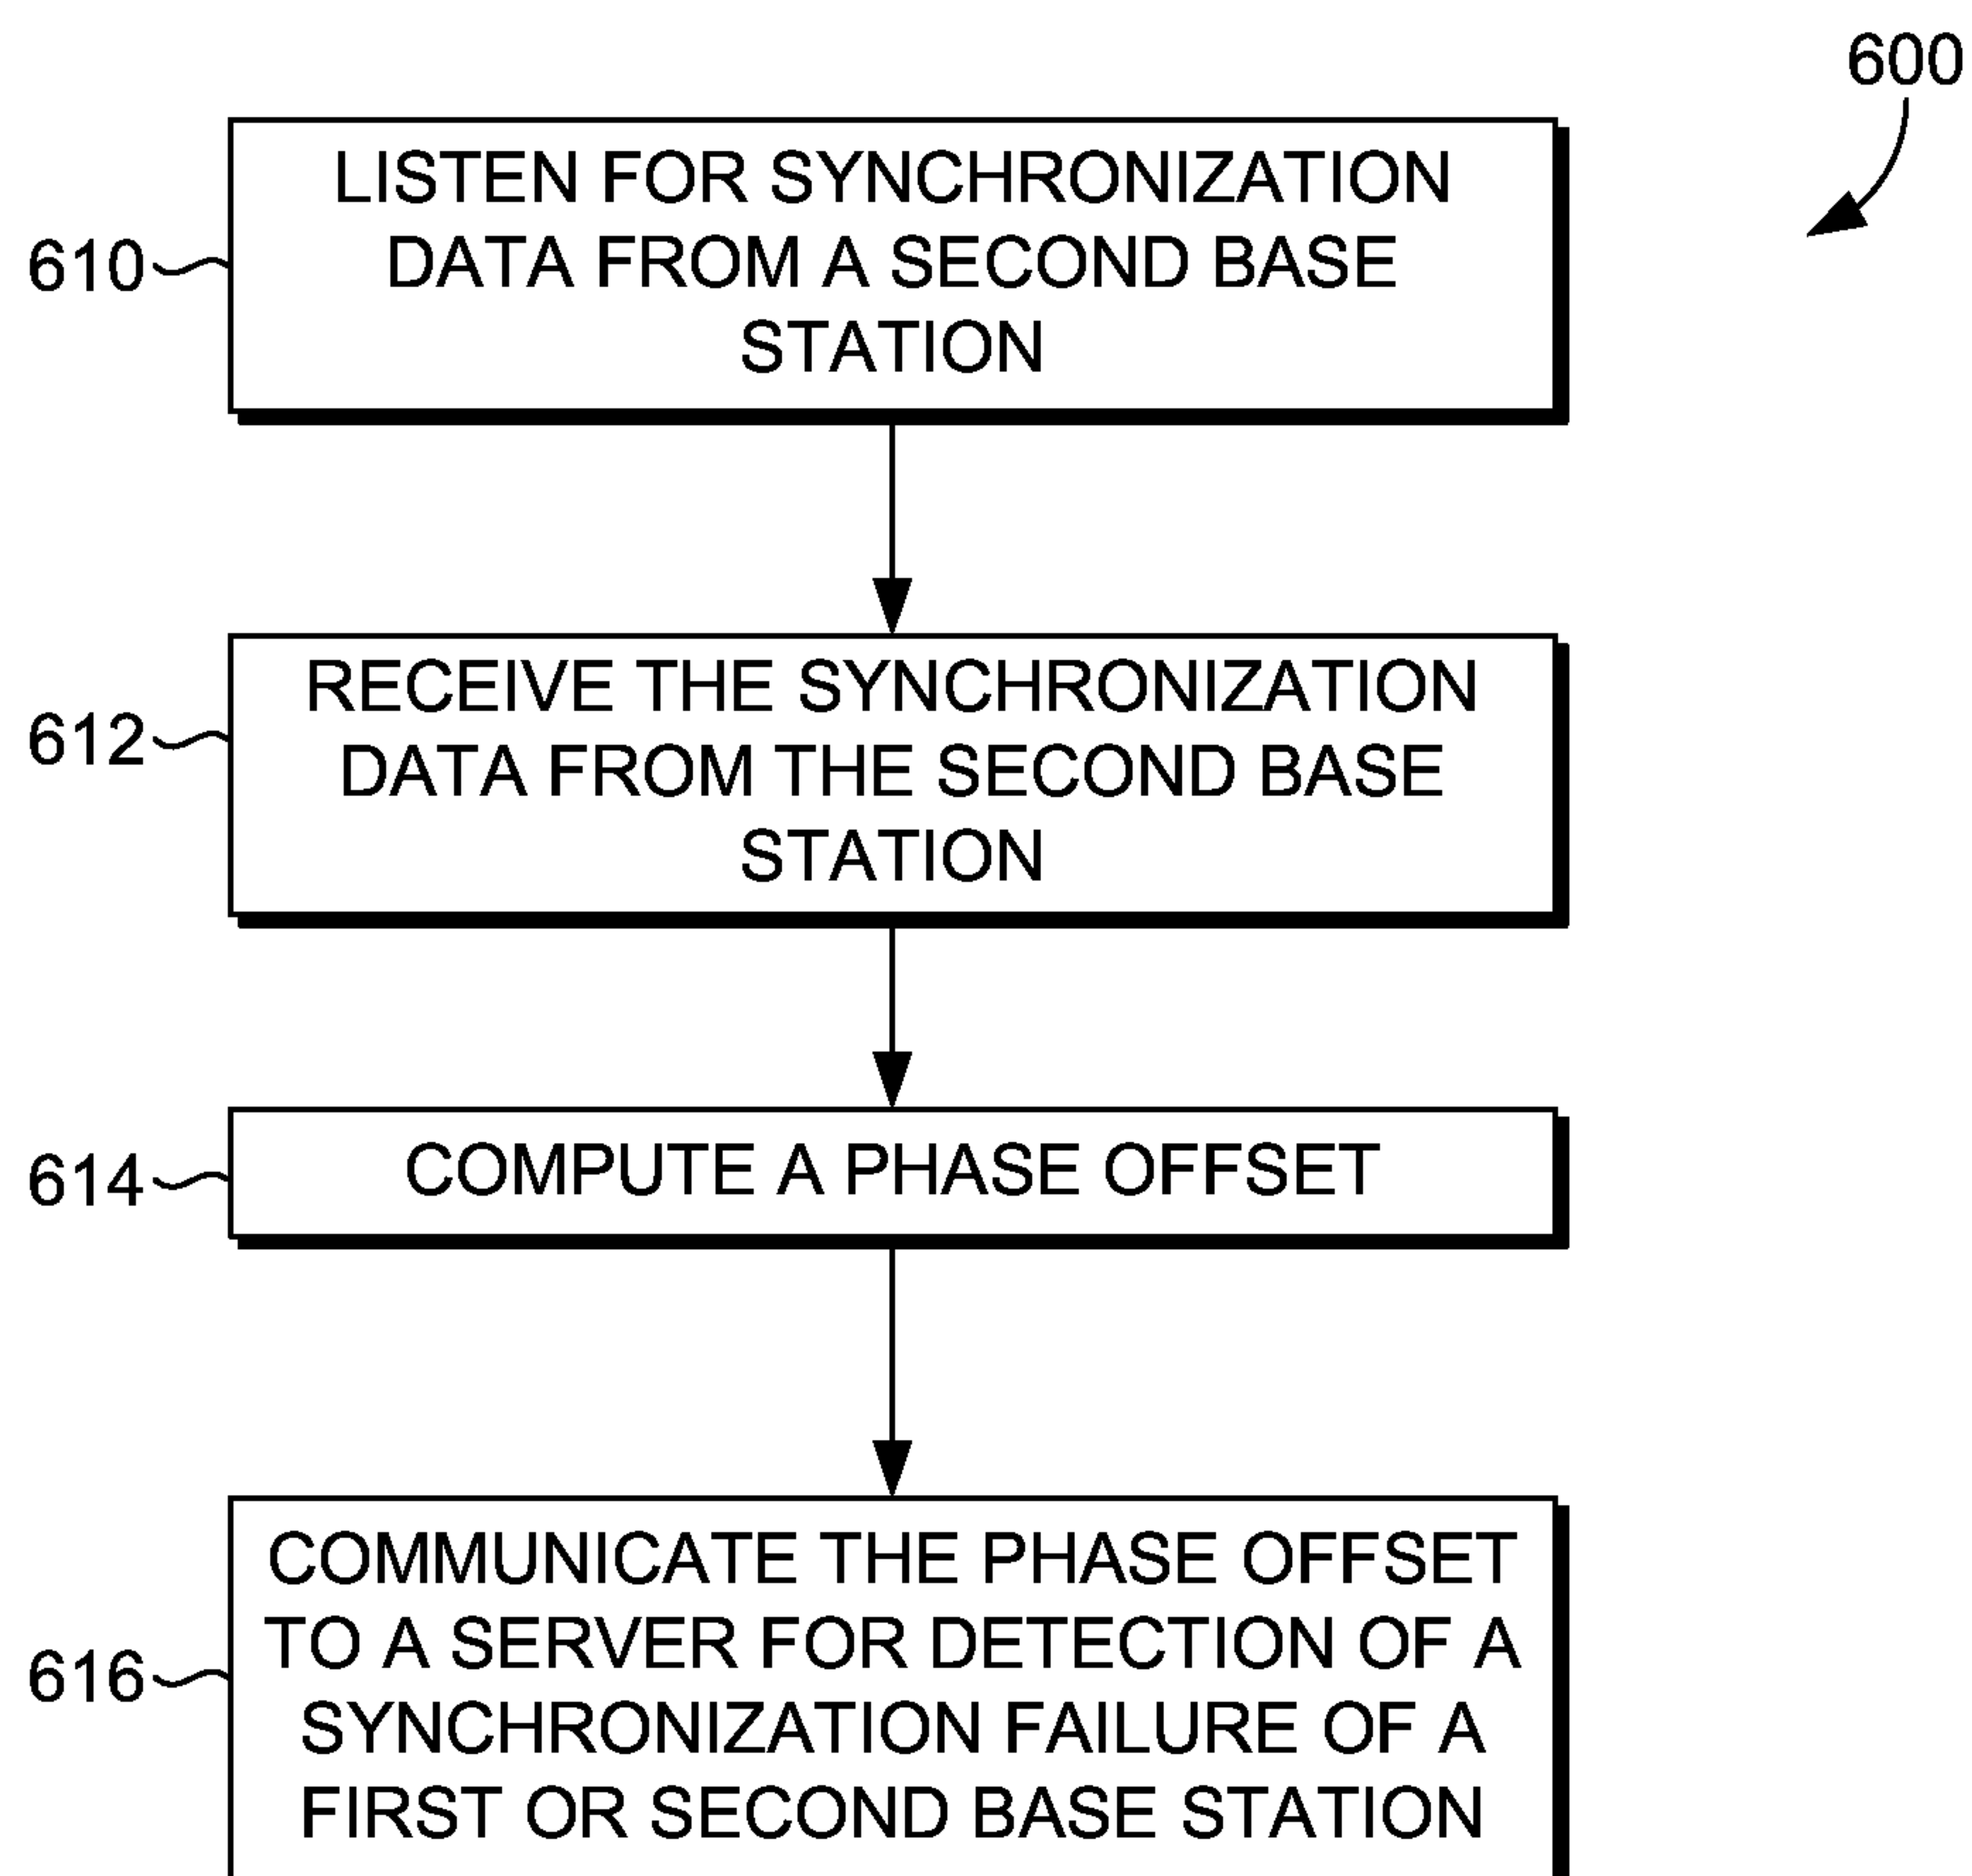 600
LISTEN FOR SYNCHRONIZATION
DATA FROM A SECOND BASE
STATION
610
RECEIVE THE SYNCHRONIZATION
DATA FROM THE SECOND BASE
STATION
612
COMPUTE A PHASE OFFSET
614
COMMUNICATE THE PHASE OFFSET
TO A SERVER FOR DETECTION OF A
SYNCHRONIZATION FAILURE OF A
FIRST OR SECOND BASE STATION
616